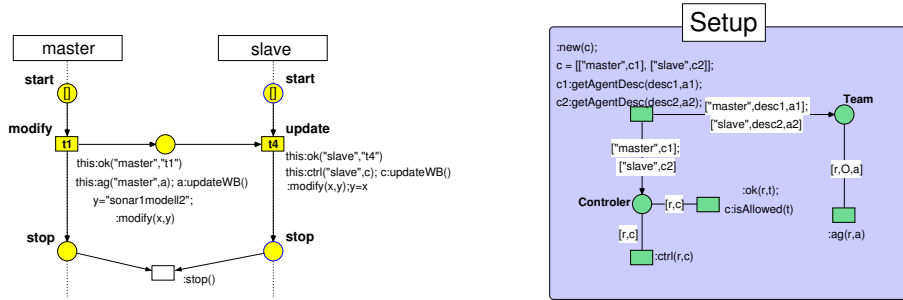 master
slave
start
start
[]
[]
modify
update
t1
t4
this:ok("master","t1")
this:ag("master",a); a:updateWB()
y="sonar1modell2";
:modify(x,y)
this:ok("slave","t4")
this:ctrl("slave",c); c:updateWB()
:modify(x,y);y=x
stop
stop
:stop()
Setup
:new(c);
c = [["master",c1], ["slave",c2]];
c1:getAgentDesc(desc1,a1);
c2:getAgentDesc(desc2,a2);
["master",desc1,a1];
["slave",desc2,a2]
Team
["master",c1];
["slave",c2]
[r,O,a]
Controler
[r,c]
:ok(r,t);
c:isAllowed(t)
[r,c]
:ag(r,a)
:ctrl(r,c)